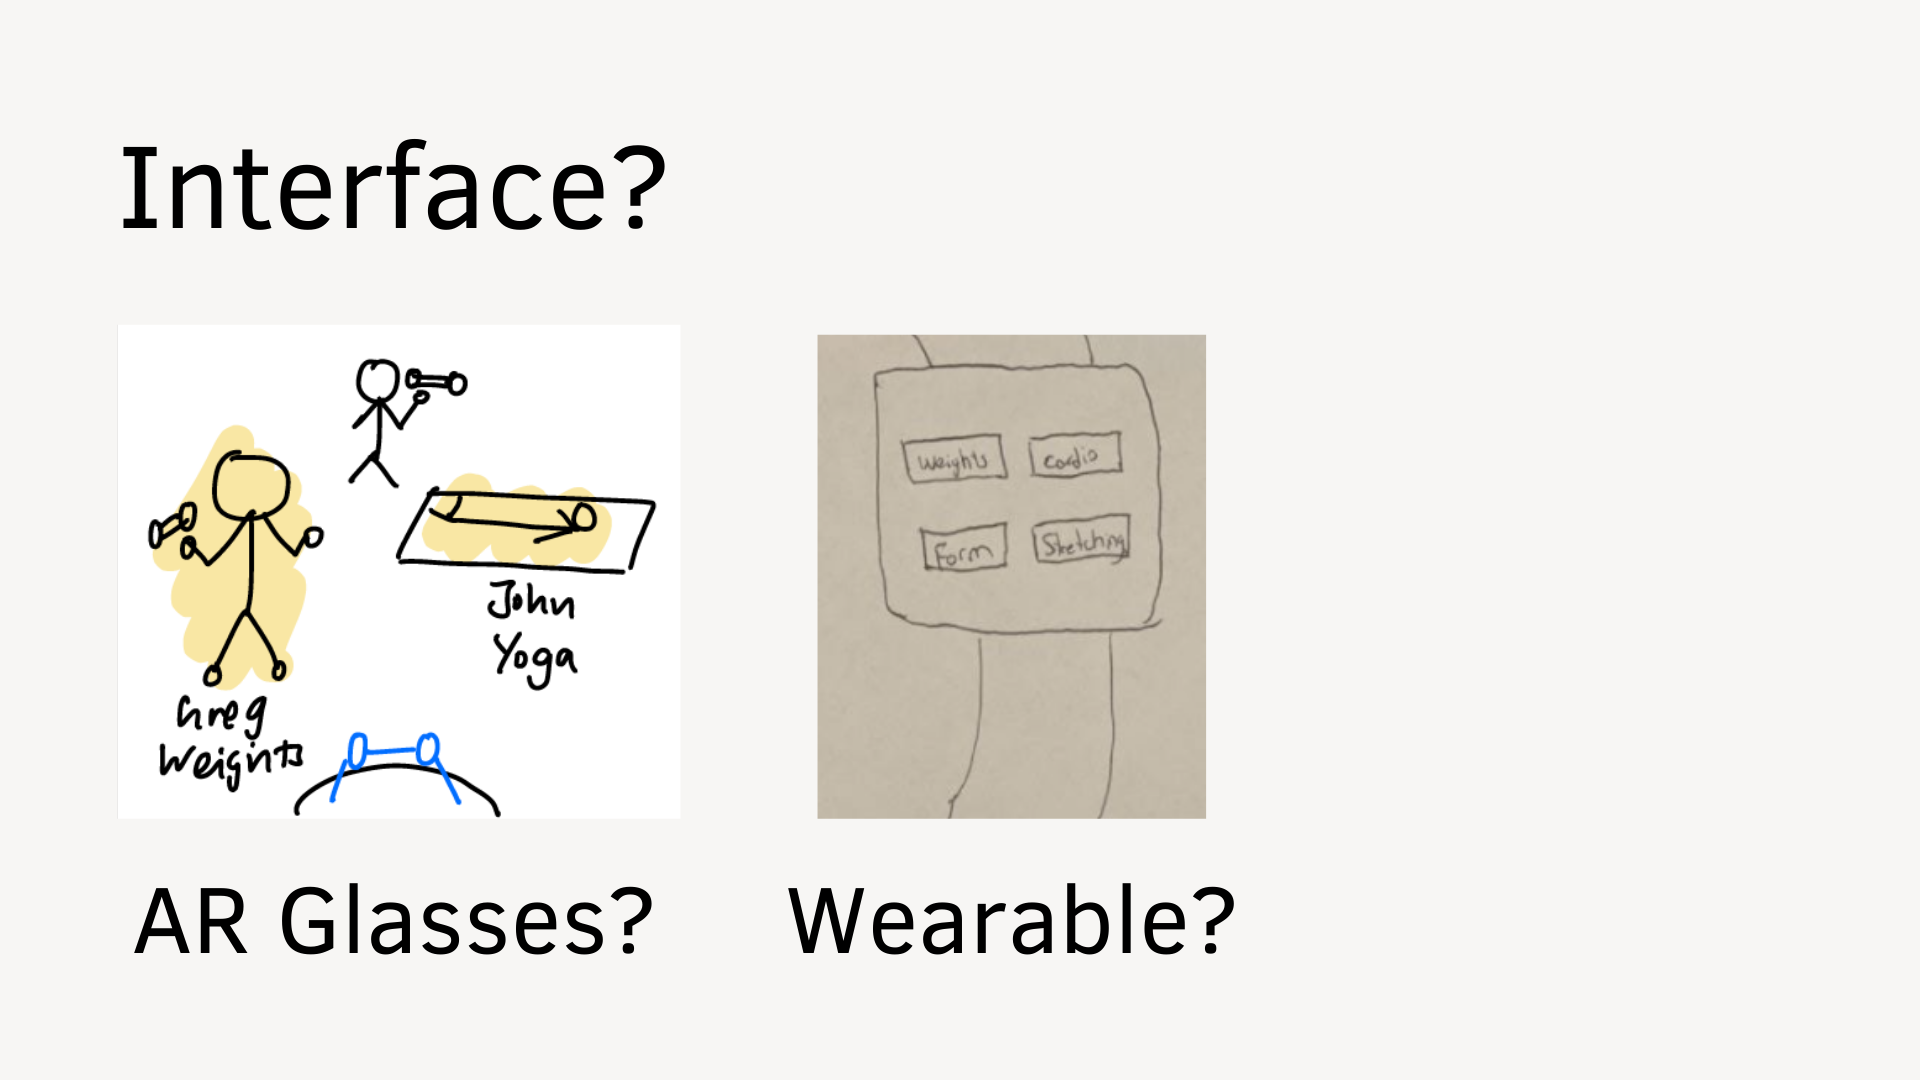 Interface?
John
Yoga
Greg
Weights
Weights
Cardio
Form
Stretching
AR Glasses?
Wearable?